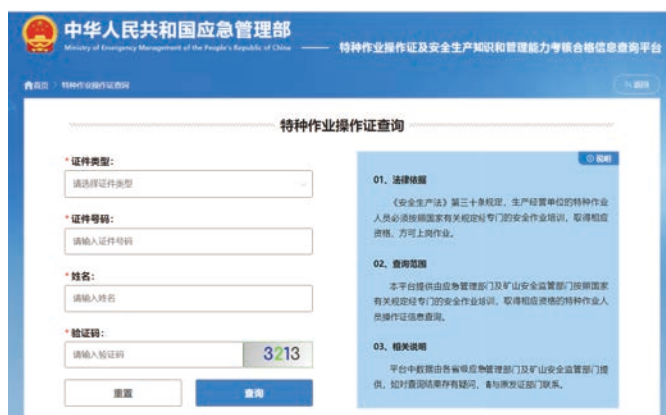 中华人民共和国应急管理部
Ministry of Emergency Management of the People's Republic of China
特种作业操作证及安全生产知识和管理能力考核合格信息查询平台
首页 > 特种作业操作证查询
返回
特种作业操作证查询
* 证件类型：
请选择证件类型
* 证件号码：
请输入证件号码
* 姓名：
请输入姓名
* 验证码：
请输入验证码
3213
重置
查询
说明
01、法律依据
《安全生产法》第三十条规定，生产经营单位的特种作业
人员必须按照国家有关规定经专门的安全作业培训，取得相应
资格，方可上岗作业。
02、查询范围
本平台提供由应急管理部门及矿山安全监管部门按照国家
有关规定经专门的安全作业培训，取得相应资格的特种作业人
员操作证信息查询。
03、相关说明
平台中数据由各省级应急管理部门及矿山安全监管部门提
供，如对查询结果存有疑问，请与原发证部门联系。